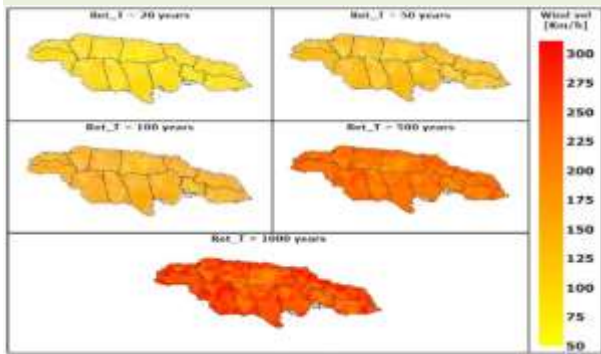 Ret_T = 20 years
Ret_T = 50 years
Wind vel
[Km/h]
Ret_T = 100 years
Ret_T = 500 years
Ret_T = 1000 years
300
275
250
225
200
175
150
125
100
75
50